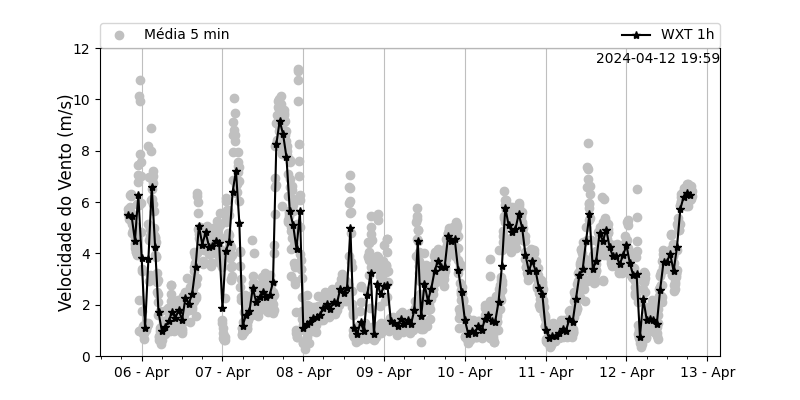 Média 5 min
WXT 1h
2024-04-12 19:59
Velocidade do Vento (m/s)
12
10
8
6
4
2
0
06 - Apr
07 - Apr
08 - Apr
09 - Apr
10 - Apr
11 - Apr
12 - Apr
13 - Apr